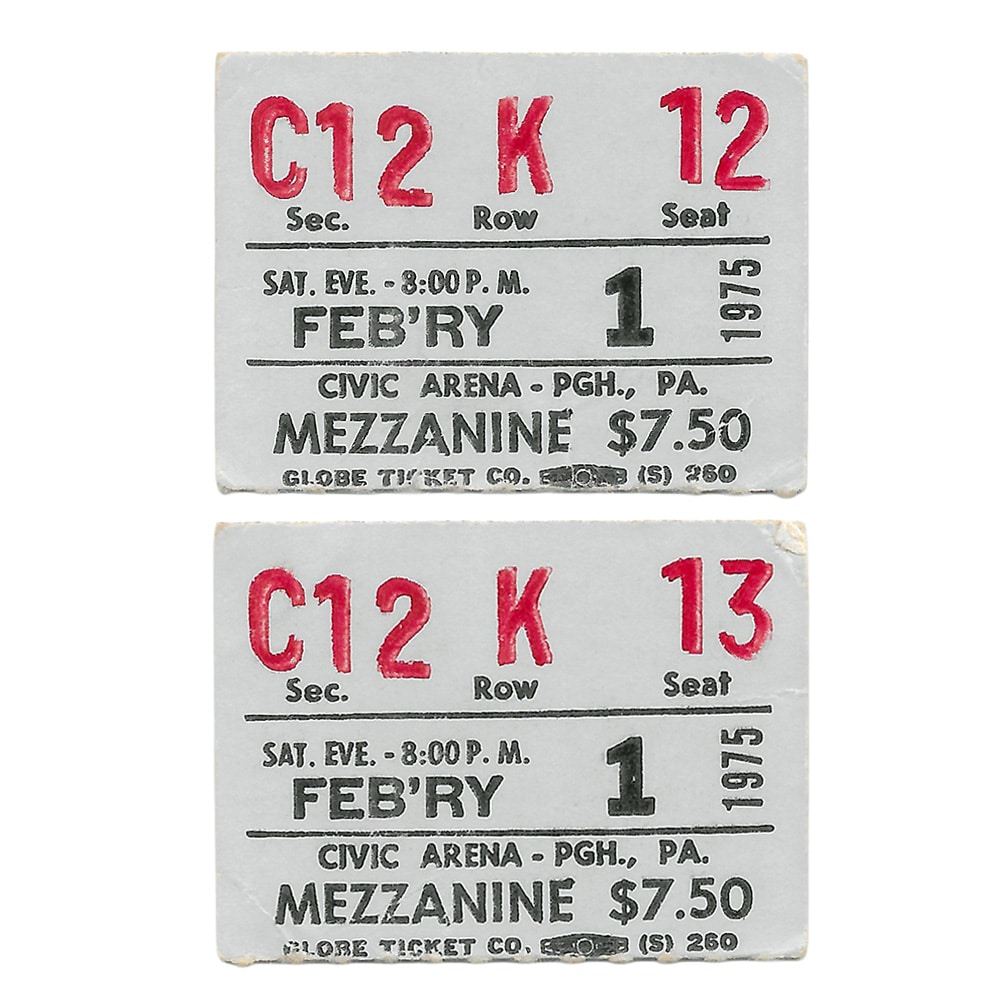 C12 K 12
Sec. Row Seat
SAT. EVE. - 8:00 P. M.
FEB'RY 1 1975
CIVIC ARENA - PGH., PA.
MEZZANINE $7.50
GLOBE TICKET CO. (S) 260
C12 K 13
Sec. Row Seat
SAT. EVE. - 8:00 P. M.
FEB'RY 1 1975
CIVIC ARENA - PGH., PA.
MEZZANINE $7.50
GLOBE TICKET CO. (S) 260